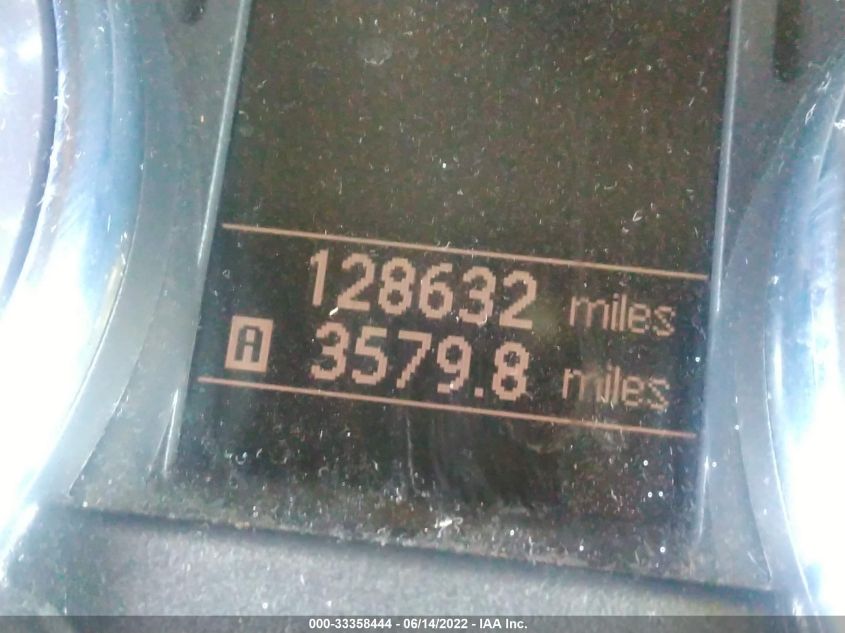 128632 miles
A 3579.8 miles
000-33358444 - 06/14/2022 - IAA Inc.